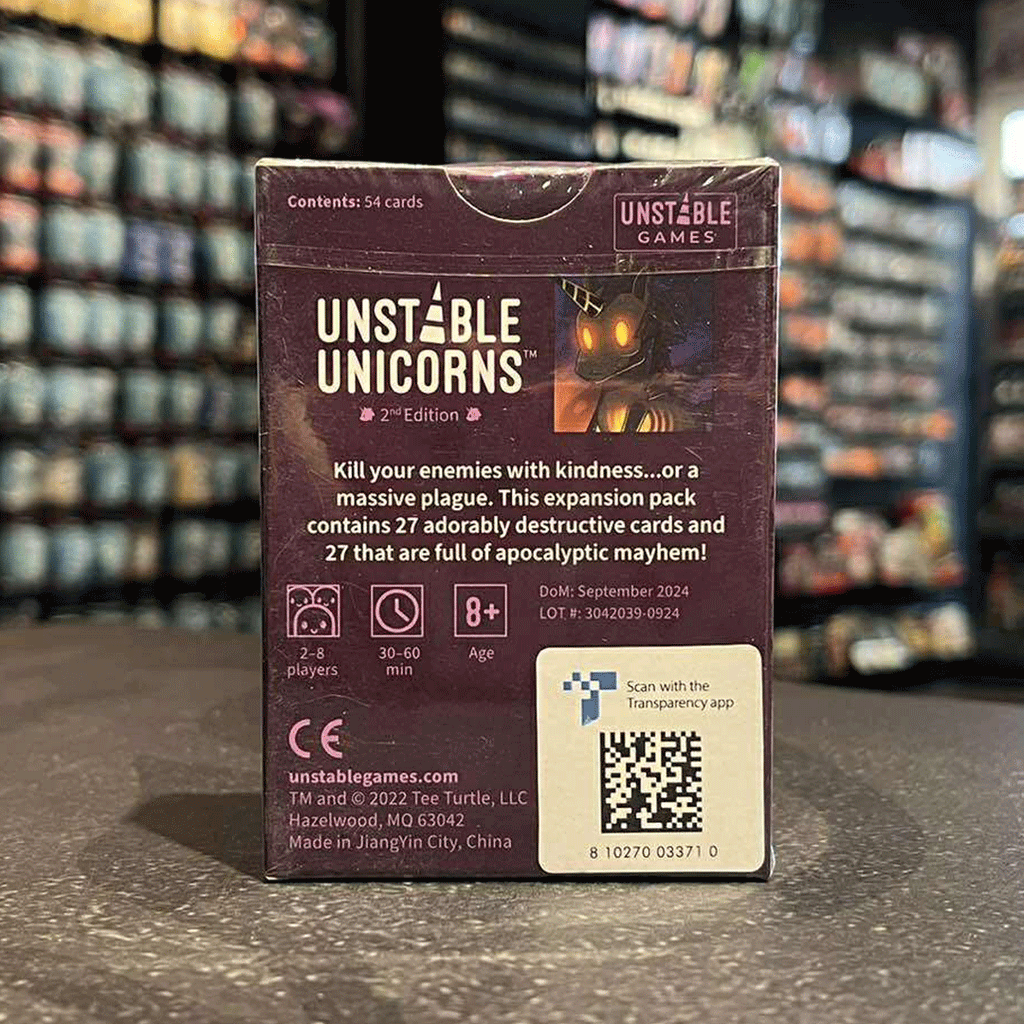 Contents: 54 cards
UNSTABLE
GAMES
UNSTABLE
UNICORNS™
2nd Edition
Kill your enemies with kindness...or a
massive plague. This expansion pack
contains 27 adorably destructive cards and
27 that are full of apocalyptic mayhem!
2–8
players
30–60
min
8+
Age
DoM: September 2024
LOT #: 3042039-0924
Scan with the
Transparency app
8 10270 03371 0
CE
unstablegames.com
TM and © 2022 Tee Turtle, LLC
Hazelwood, MO 63042
Made in JiangYin City, China